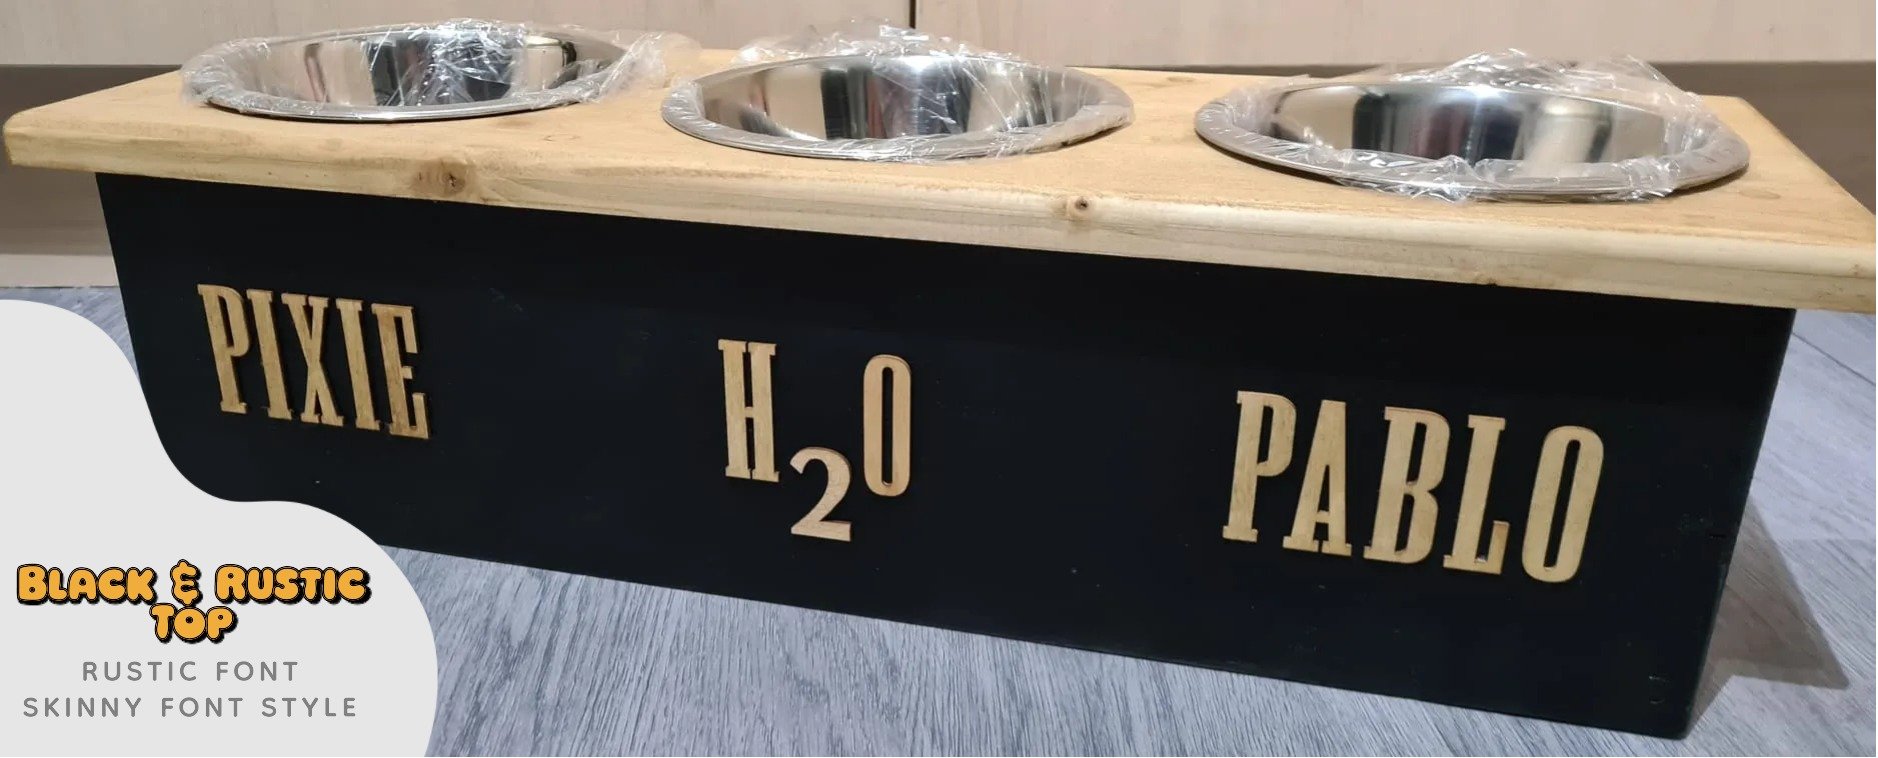 PIXIE
H2O
PABLO
BLACK & RUSTIC
TOP
RUSTIC FONT
SKINNY FONT STYLE